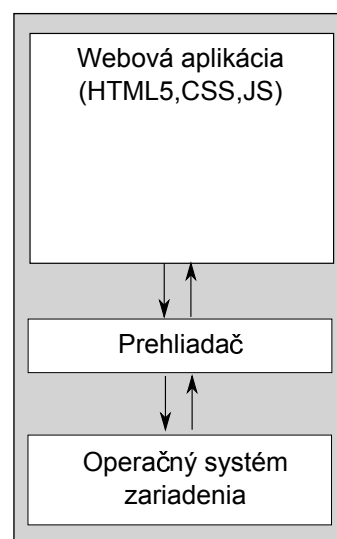 Webová aplikácia
(HTML5,CSS,JS)
Prehliadač
Operačný systém
zariadenia